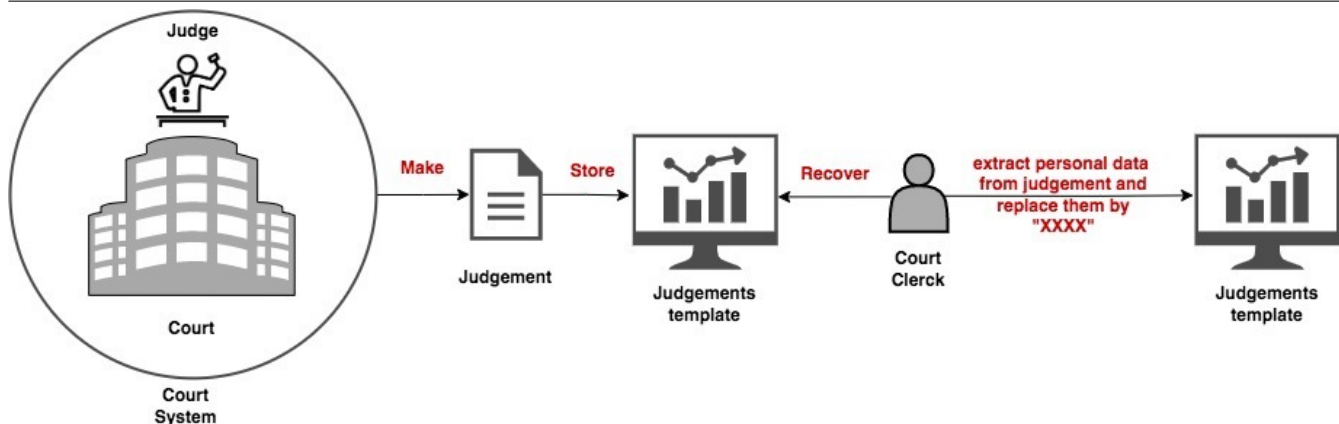 Judge
Court
Court
System
Make
Judgement
Store
Judgements
template
Recover
Court
Clerck
extract personal data
from judgement and
replace them by
"XXXX"
Judgements
template